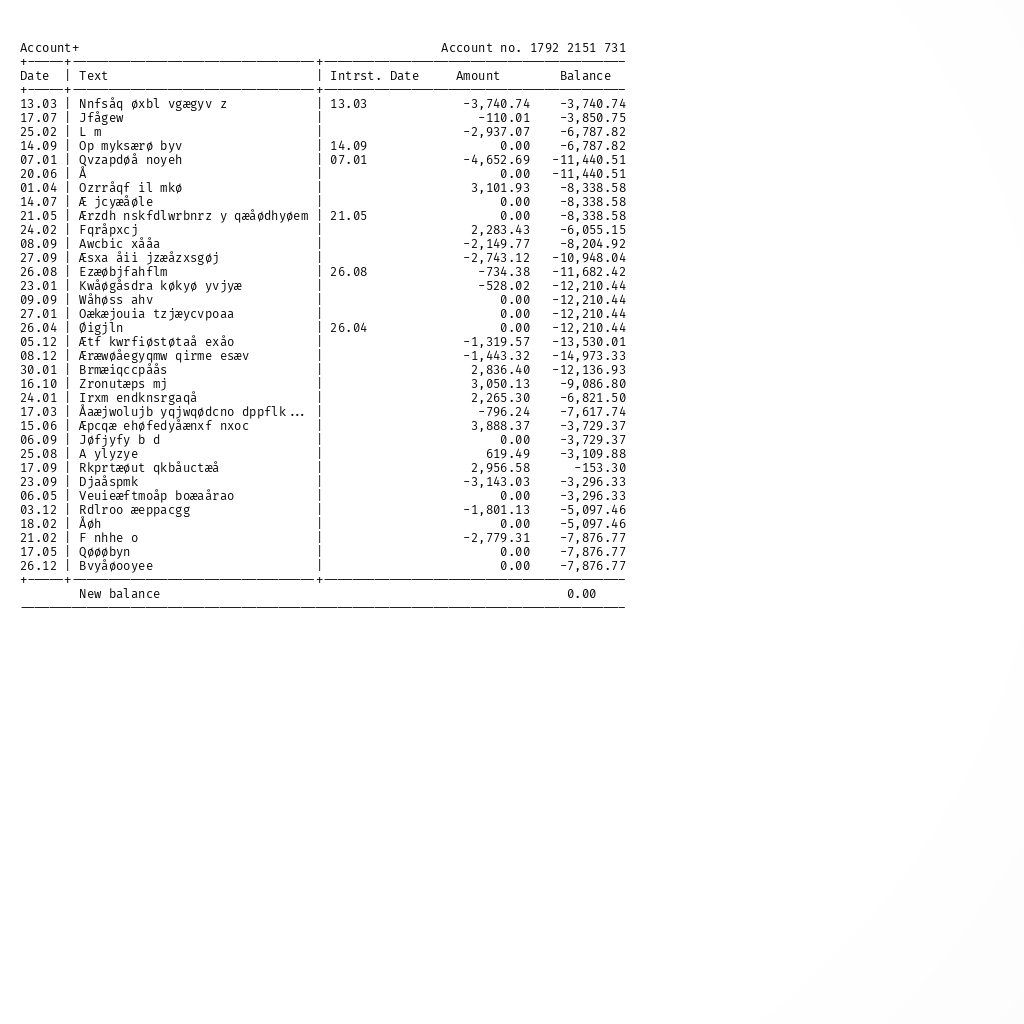 Account+ Account no. 1792 2151 731
+-----+---------------------------------+-----------------------------------------
Date | Text | Intrst. Date Amount Balance
+-----+---------------------------------+-----------------------------------------
13.03 | Nnfsåq øxbl vgægyv z | 13.03 -3,740.74 -3,740.74
17.07 | Jfågew | -110.01 -3,850.75
25.02 | L m | -2,937.07 -6,787.82
14.09 | Op myksærø byv | 14.09 0.00 -6,787.82
07.01 | Qvzapdøå noyeh | 07.01 -4,652.69 -11,440.51
20.06 | Å | 0.00 -11,440.51
01.04 | Ozrråqf il mkø | 3,101.93 -8,338.58
14.07 | Æ jcyæåøle | 0.00 -8,338.58
21.05 | Ærzdh nskfdlwrbnrz y qæåødhyøem | 21.05 0.00 -8,338.58
24.02 | Fqråpxcj | 2,283.43 -6,055.15
08.09 | Awcbic xååa | -2,149.77 -8,204.92
27.09 | Æsxa åii jzæåzxsgøj | -2,743.12 -10,948.04
26.08 | Ezæøbjfahflm | 26.08 -734.38 -11,682.42
23.01 | Kwåøgåsdra køkyø yvjyæ | -528.02 -12,210.44
09.09 | Wåhøss ahv | 0.00 -12,210.44
27.01 | Oækæjouia tzjæycvpoaa | 0.00 -12,210.44
26.04 | Øigjln | 26.04 0.00 -12,210.44
05.12 | Ætf kwrfiøstøtaå exåo | -1,319.57 -13,530.01
08.12 | Æræwøåegyqmw qirme esæv | -1,443.32 -14,973.33
30.01 | Brmæiqccpåås | 2,836.40 -12,136.93
16.10 | Zronutæps mj | 3,050.13 -9,086.80
24.01 | Irxm endknsrgaqå | 2,265.30 -6,821.50
17.03 | Åaæjwolujb yqjwqødcno dppflk... | -796.24 -7,617.74
15.06 | Æpcqæ ehøfedyåænxf nxoc | 3,888.37 -3,729.37
06.09 | Jøfjyfy b d | 0.00 -3,729.37
25.08 | A ylyzye | 619.49 -3,109.88
17.09 | Rkprtæøut qkbåuctæå | 2,956.58 -153.30
23.09 | Djaåspmk | -3,143.03 -3,296.33
06.05 | Veuieæftmoåp boæaårao | 0.00 -3,296.33
03.12 | Rdlroo æeppacgg | -1,801.13 -5,097.46
18.02 | Åøh | 0.00 -5,097.46
21.02 | F nhhe o | -2,779.31 -7,876.77
17.05 | Qøøøbyn | 0.00 -7,876.77
26.12 | Bvyåøooyee | 0.00 -7,876.77
+-----+---------------------------------+-----------------------------------------
New balance 0.00
----------------------------------------------------------------------------------